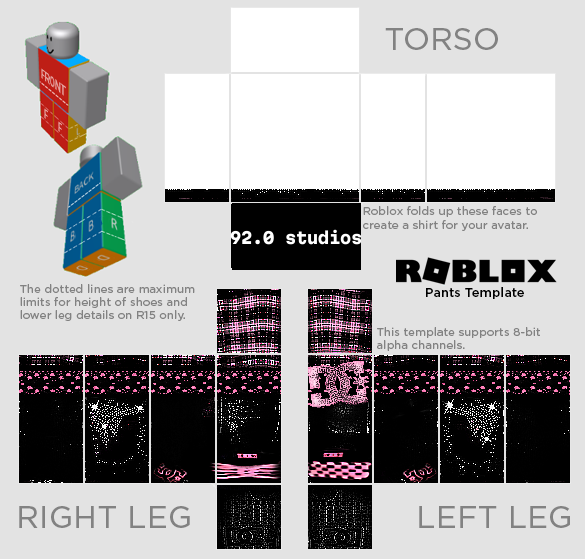 TORSO
FRONT
F F L
BACK
B B R
92.0 studios
Roblox folds up these faces to
create a shirt for your avatar.
ROBLOX
Pants Template
The dotted lines are maximum
limits for height of shoes and
lower leg details on R15 only.
This template supports 8-bit
alpha channels.
DC
RIGHT LEG
LEFT LEG